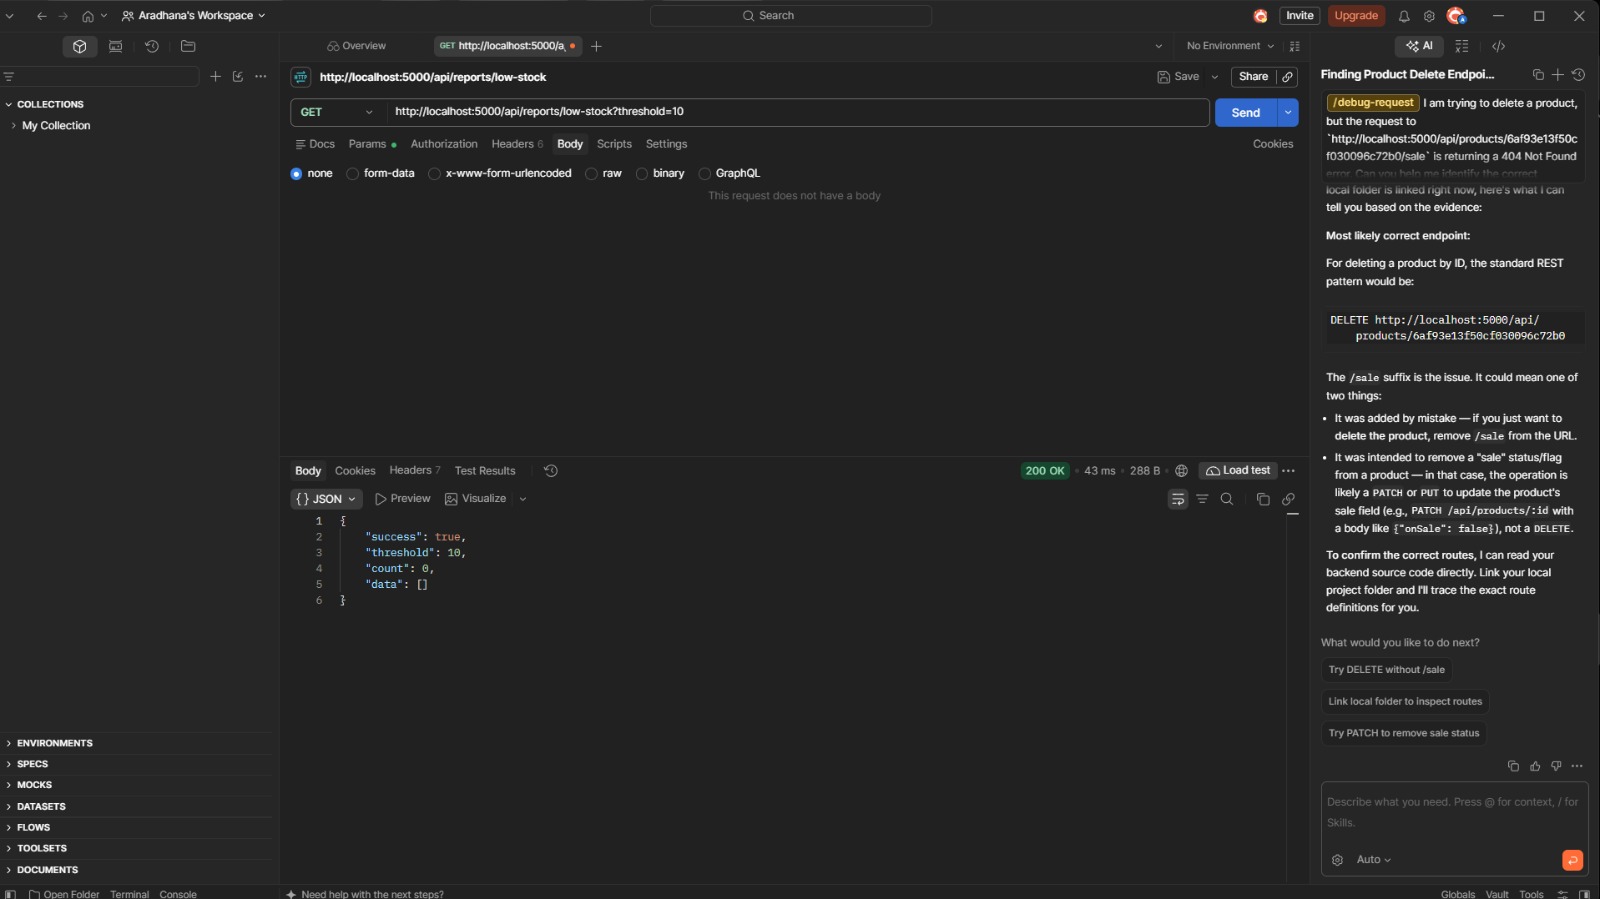 Aradhana's Workspace
Search
Invite
Upgrade
COLLECTIONS
My Collection
ENVIRONMENTS
SPECS
MOCKS
DATASETS
FLOWS
TOOLSETS
DOCUMENTS
Overview
GET http://localhost:5000/a
No Environment
HTTP
http://localhost:5000/api/reports/low-stock
Save
Share
GET
http://localhost:5000/api/reports/low-stock?threshold=10
Send
Docs
Params
Authorization
Headers 6
Body
Scripts
Settings
Cookies
none
form-data
x-www-form-urlencoded
raw
binary
GraphQL
This request does not have a body
Body
Cookies
Headers 7
Test Results
200 OK
43 ms
288 B
Load test
{ } JSON
Preview
Visualize
1 {
2 "success": true,
3 "threshold": 10,
4 "count": 0,
5 "data": []
6 }
AI
Finding Product Delete Endpoi...
/debug-request I am trying to delete a product,
but the request to
`http://localhost:5000/api/products/6af93e13f50c
f030096c72b0/sale` is returning a 404 Not Found
error. Can you help me identify the correct
local folder is linked right now, here's what I can
tell you based on the evidence:
Most likely correct endpoint:
For deleting a product by ID, the standard REST
pattern would be:
DELETE http://localhost:5000/api/
products/6af93e13f50cf030096c72b0
The /sale suffix is the issue. It could mean one of
two things:
• It was added by mistake — if you just want to
delete the product, remove /sale from the URL.
• It was intended to remove a "sale" status/flag
from a product — in that case, the operation is
likely a PATCH or PUT to update the product's
sale field (e.g., PATCH /api/products/:id with
a body like {"onSale": false}), not a DELETE.
To confirm the correct routes, I can read your
backend source code directly. Link your local
project folder and I'll trace the exact route
definitions for you.
What would you like to do next?
Try DELETE without /sale
Link local folder to inspect routes
Try PATCH to remove sale status
Describe what you need. Press @ for context, / for
Skills.
Auto
Open Folder
Terminal
Console
Need help with the next steps?
Globals
Vault
Tools